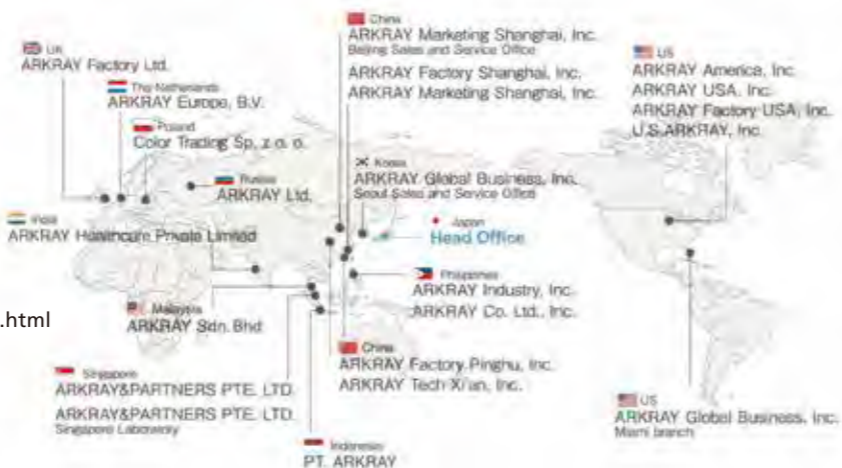 UK
ARKRAY Factory Ltd.
The Netherlands
ARKRAY Europe, B.V.
Poland
Color Trading Sp. z o. o.
Russia
ARKRAY Ltd.
India
ARKRAY Healthcare Private Limited
China
ARKRAY Marketing Shanghai, Inc.
Beijing Sales and Service Office
ARKRAY Factory Shanghai, Inc.
ARKRAY Marketing Shanghai, Inc.
Korea
ARKRAY Global Business, Inc.
Seoul Sales and Service Office
Japan
Head Office
Philippines
ARKRAY Industry, Inc.
ARKRAY Co. Ltd., Inc.
US
ARKRAY America, Inc.
ARKRAY USA, Inc.
ARKRAY Factory USA, Inc.
U.S.ARKRAY, Inc.
.html
Malaysia
ARKRAY Sdn. Bhd
Singapore
ARKRAY&PARTNERS PTE. LTD.
ARKRAY&PARTNERS PTE. LTD.
Singapore Laboratory
Indonesia
PT. ARKRAY
China
ARKRAY Factory Pinghu, Inc.
ARKRAY Tech Xi'an, Inc.
US
ARKRAY Global Business, Inc.
Miami branch